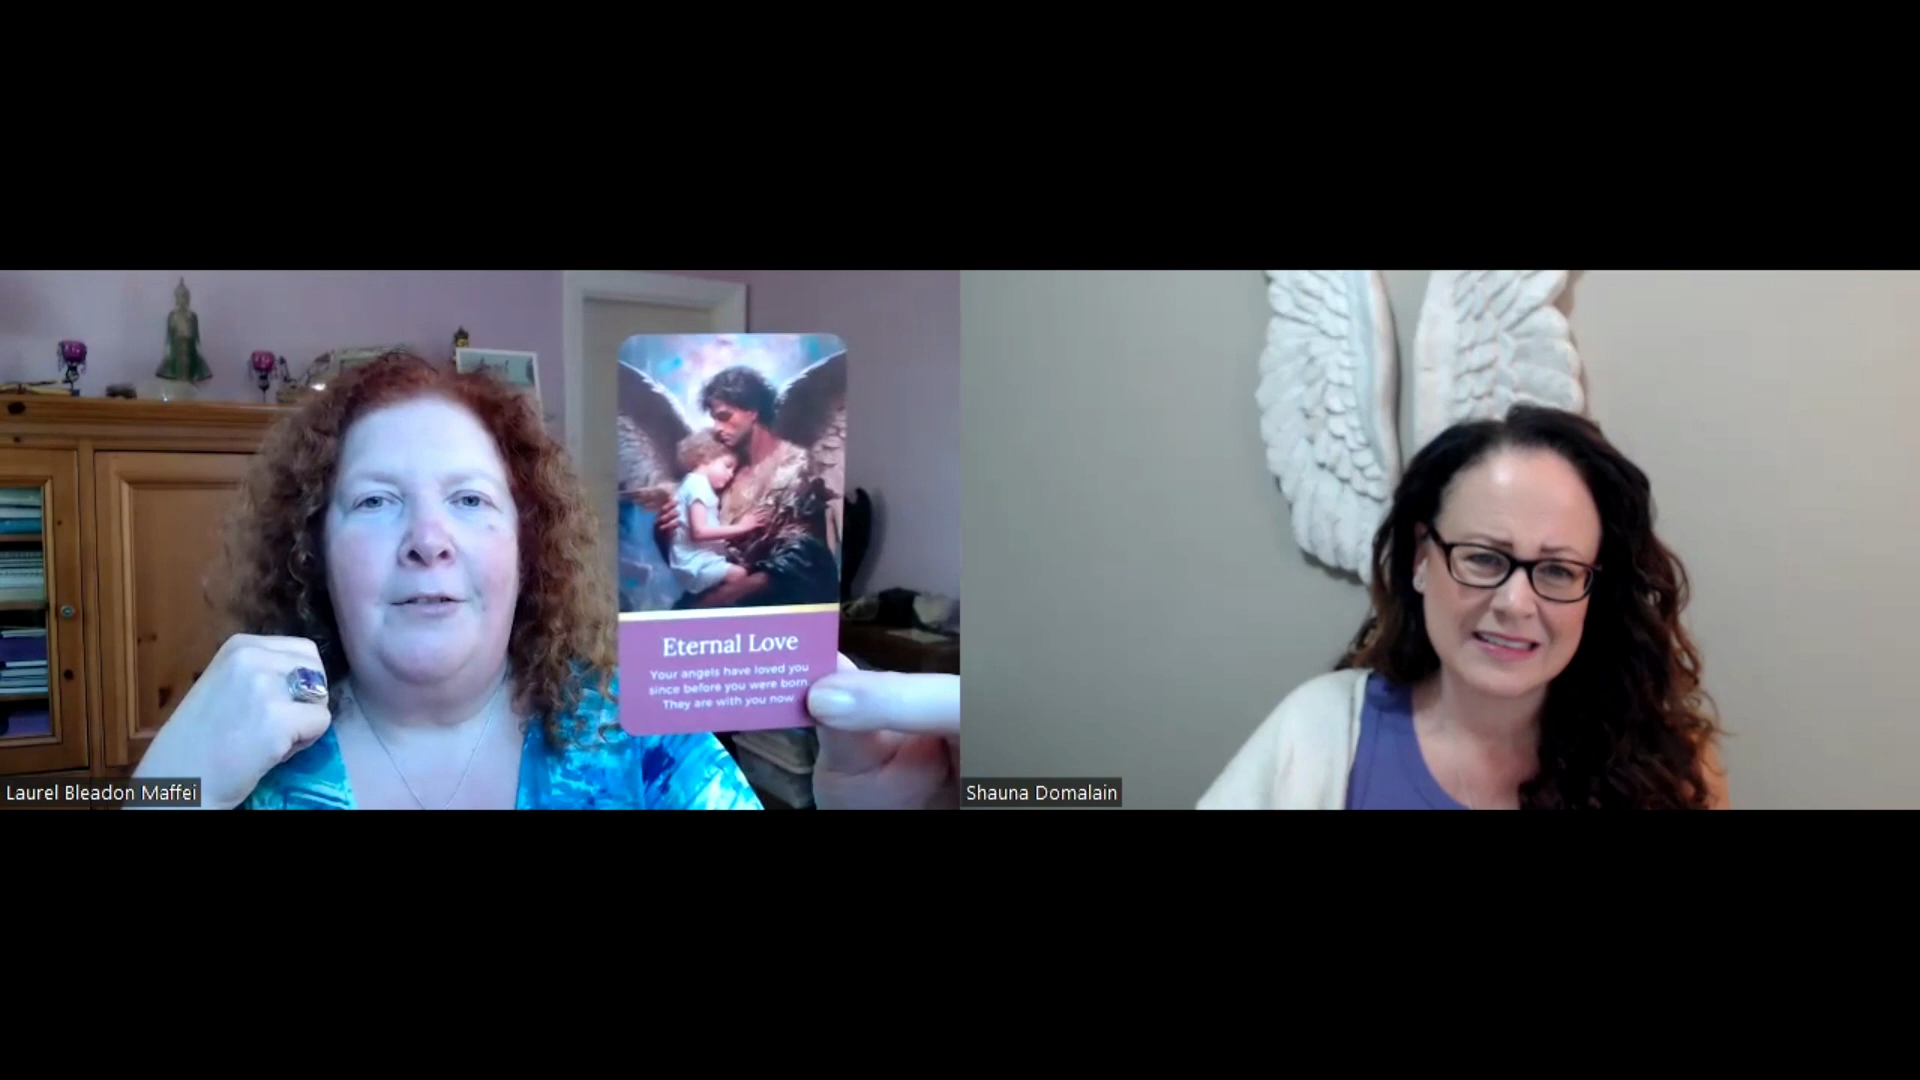 Eternal Love
Your angels have loved you
since before you were born
They are with you now
Laurel Bleadon Maffei
Shauna Domalain